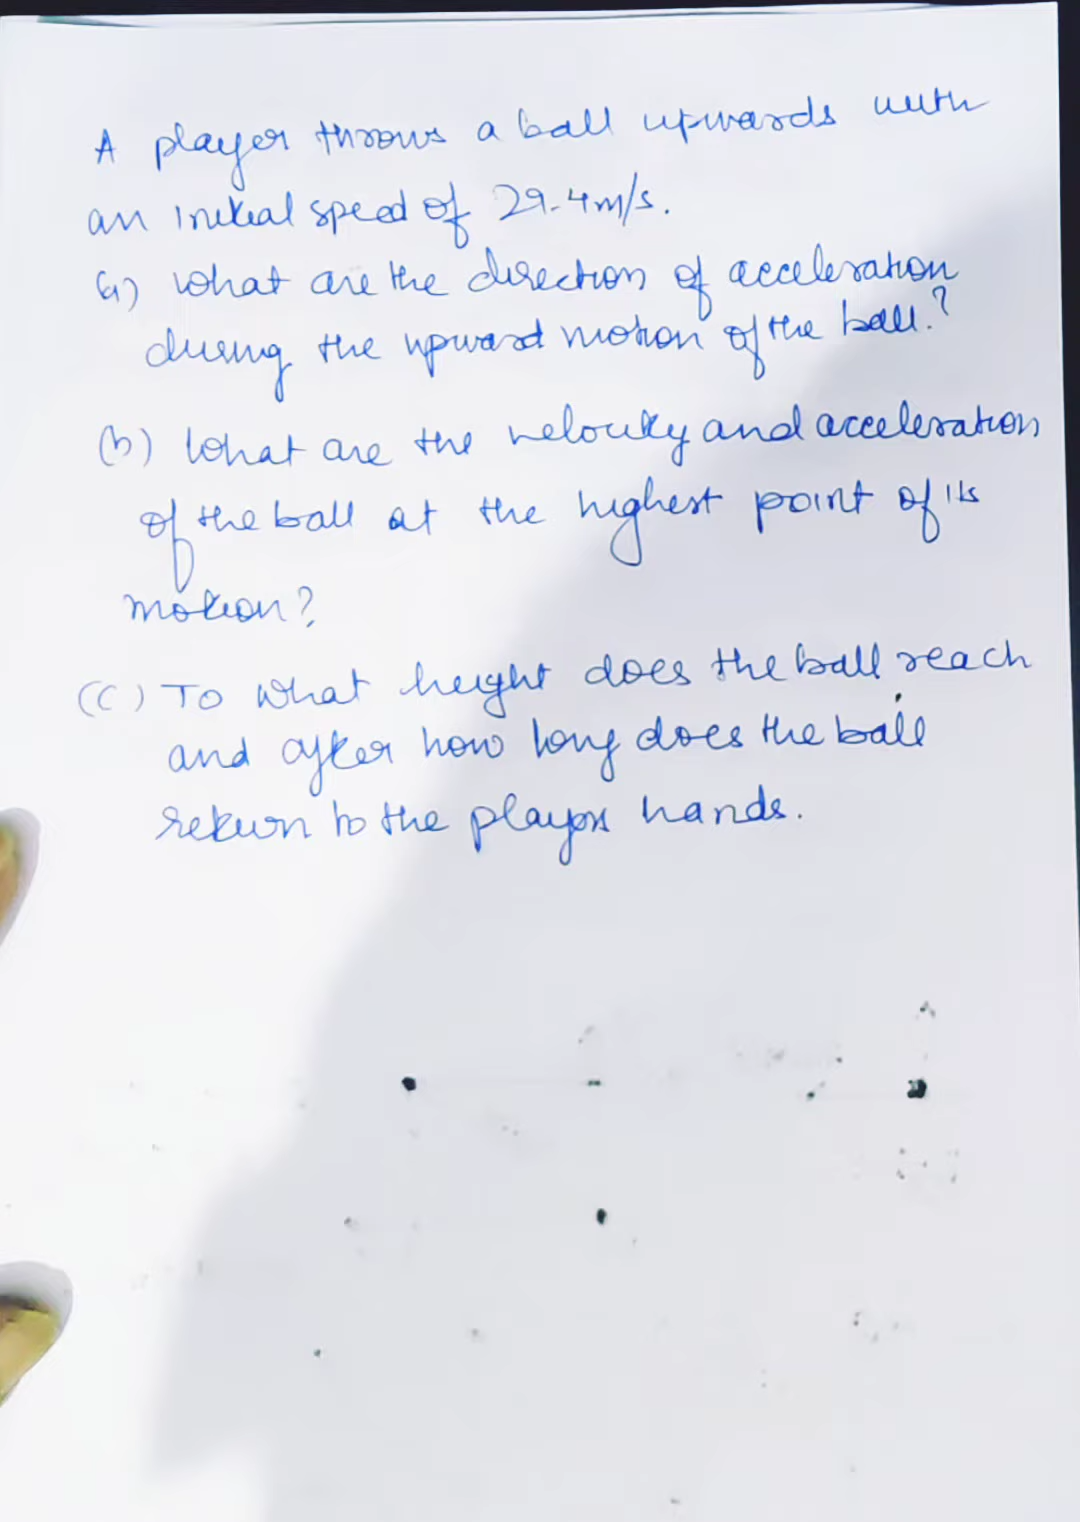 A player throws a ball upwards with
an initial speed of 29.4m/s.
(a) what are the direction of acceleration
during the upward motion of the ball.?
(b) What are the velocity and acceleration
of the ball at the highest point of its
motion?
(c) To what height does the ball reach
and after how long does the ball
return to the players hands.